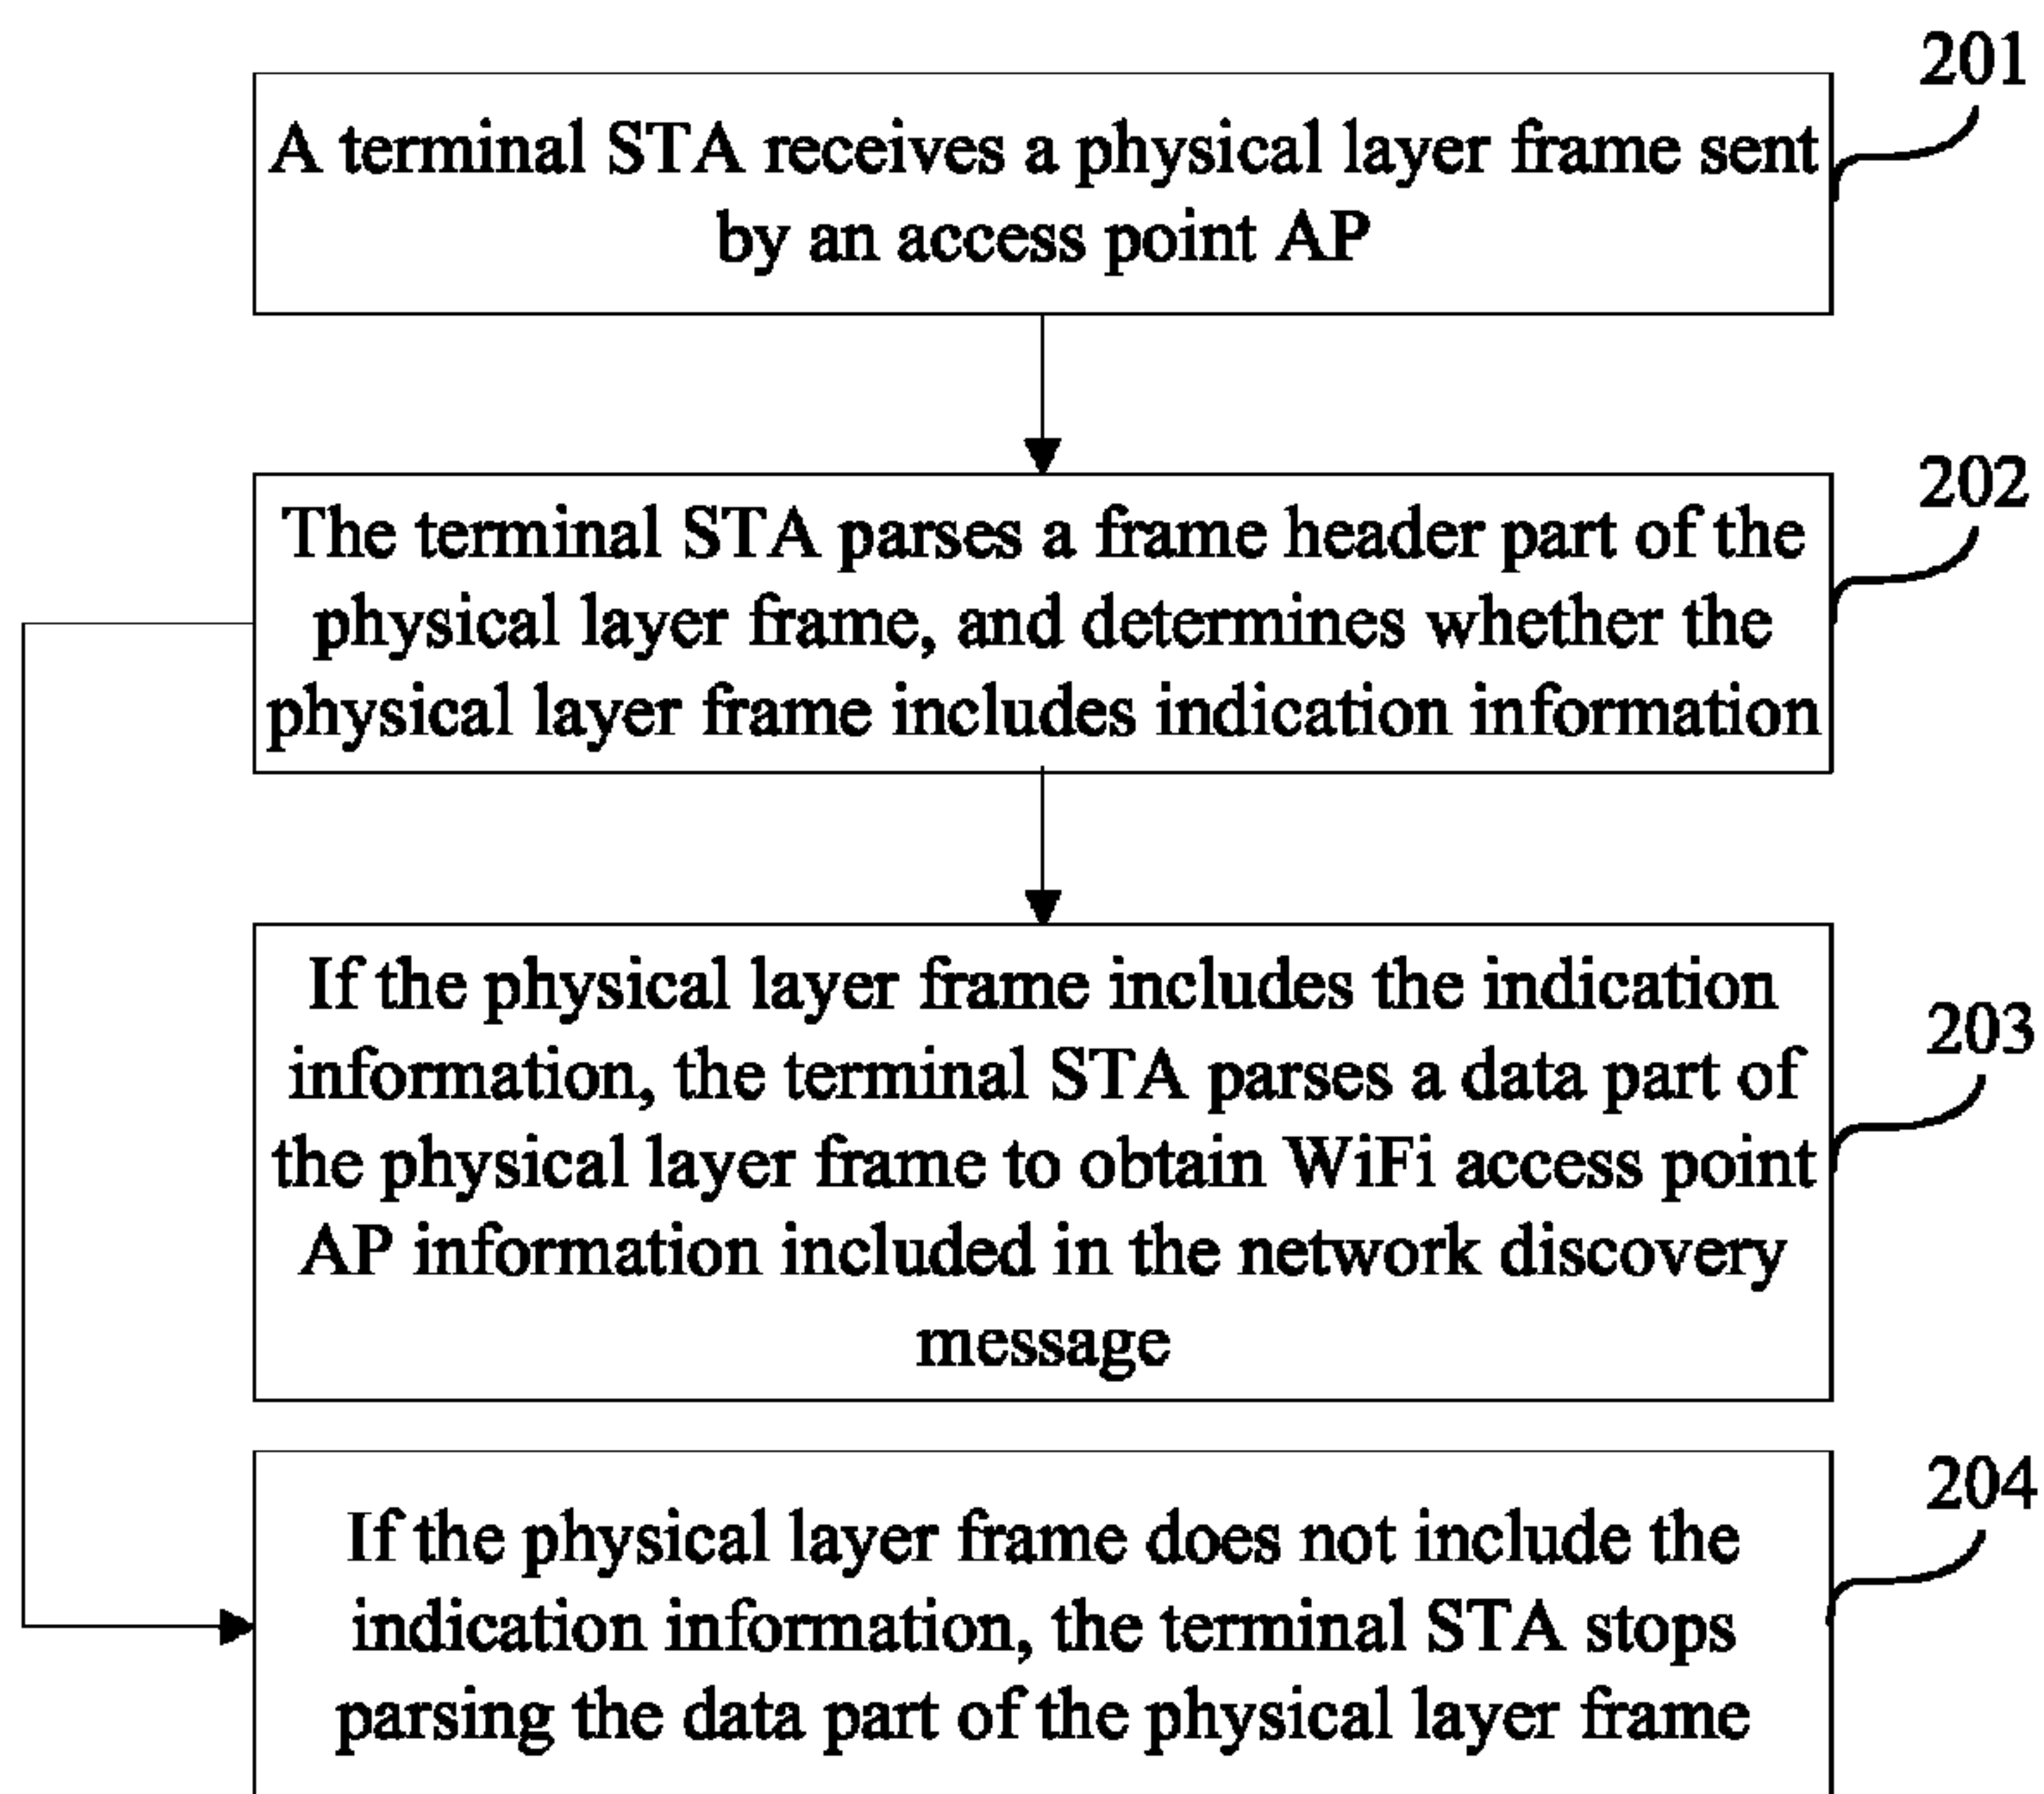 201
A terminal STA receives a physical layer frame sent
by an access point AP
202
The terminal STA parses a frame header part of the
physical layer frame, and determines whether the
physical layer frame includes indication information
If the physical layer frame includes the indication
203
information, the terminal STA parses a data part of
the physical layer frame to obtain WiFi access point
AP information included in the network discovery
message
204
If the physical layer frame does not include the
indication information, the terminal STA stops
parsing the data part of the physical layer frame